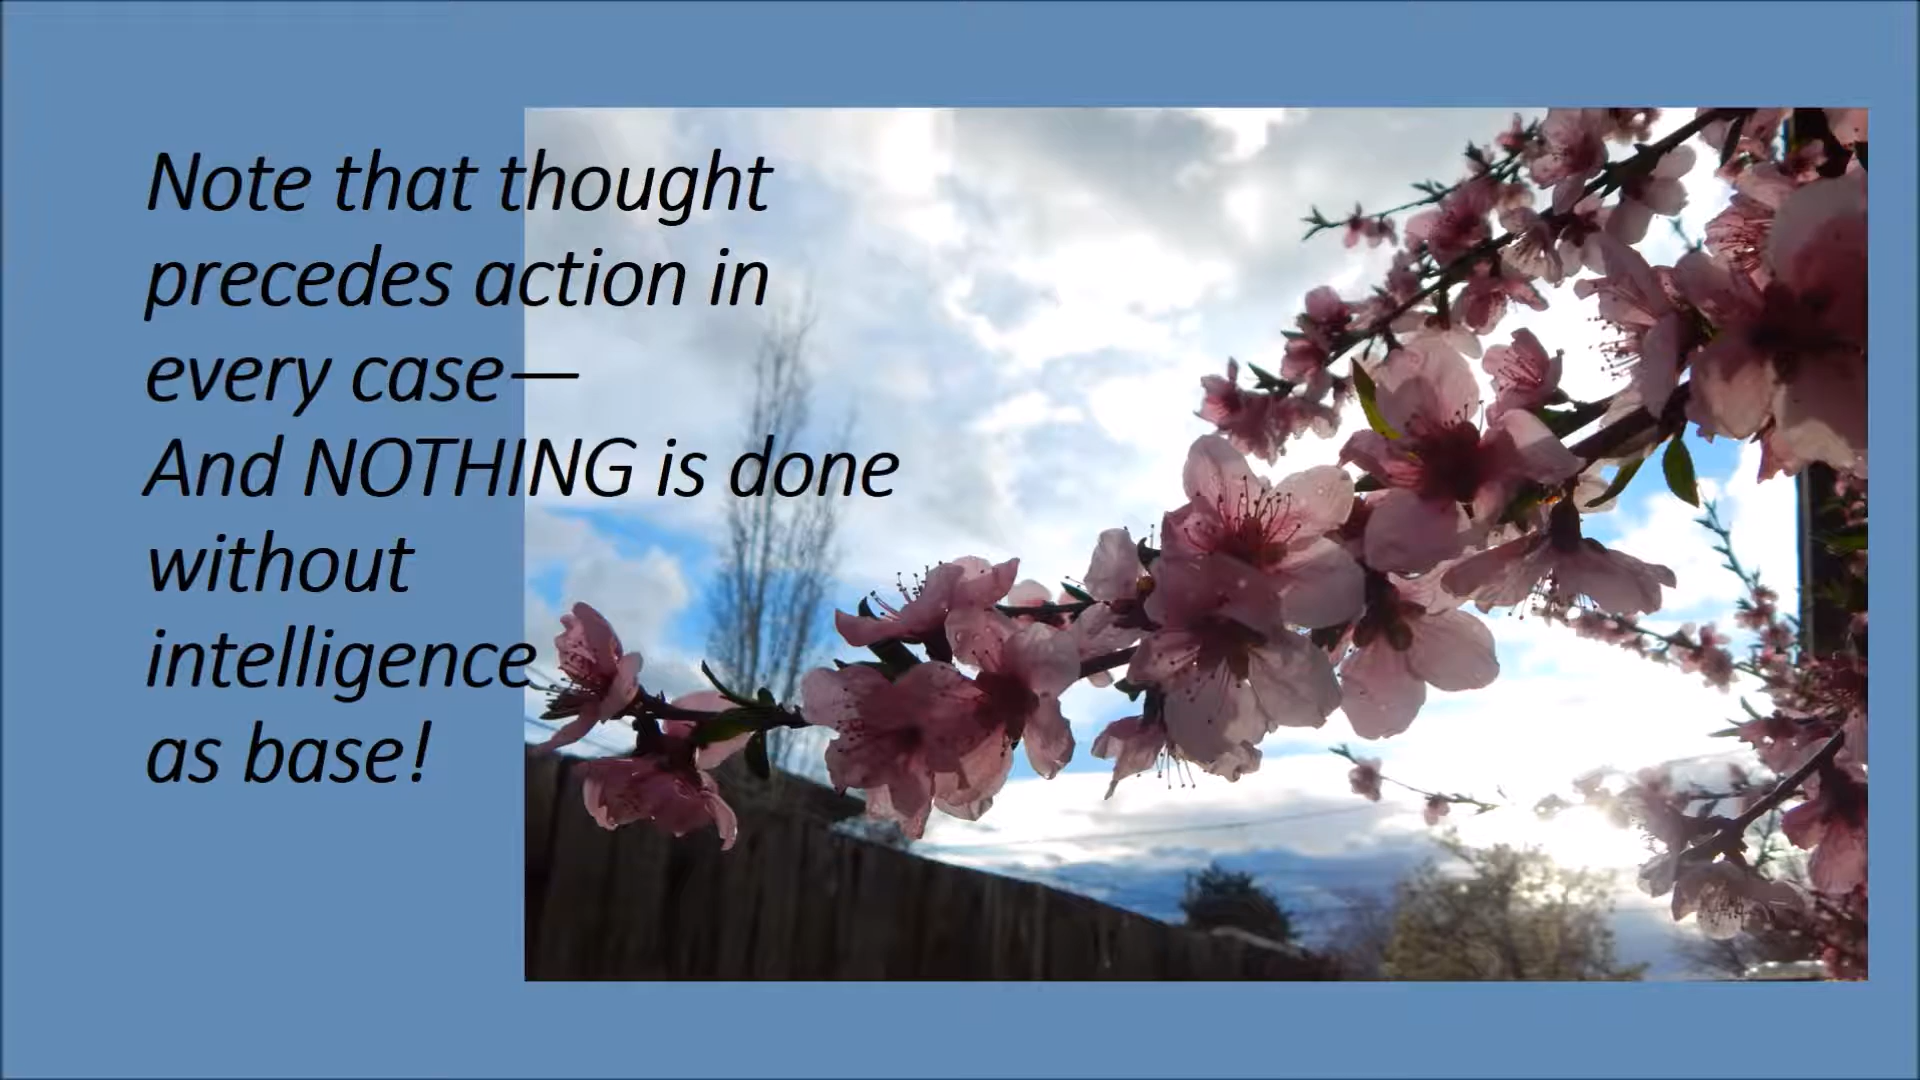 Note that thought
precedes action in
every case—
And NOTHING is done
without
intelligence
as base!